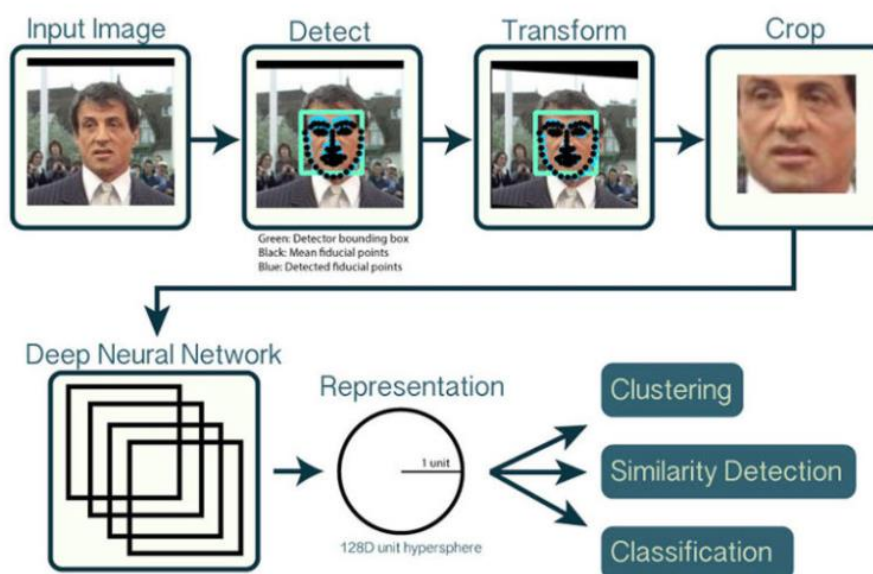 Input Image
Detect
Transform
Crop
Green: Detector bounding box
Black: Mean fiducial points
Blue: Detected fiducial points
Deep Neural Network
Representation
1 unit
128D unit hypersphere
Clustering
Similarity Detection
Classification